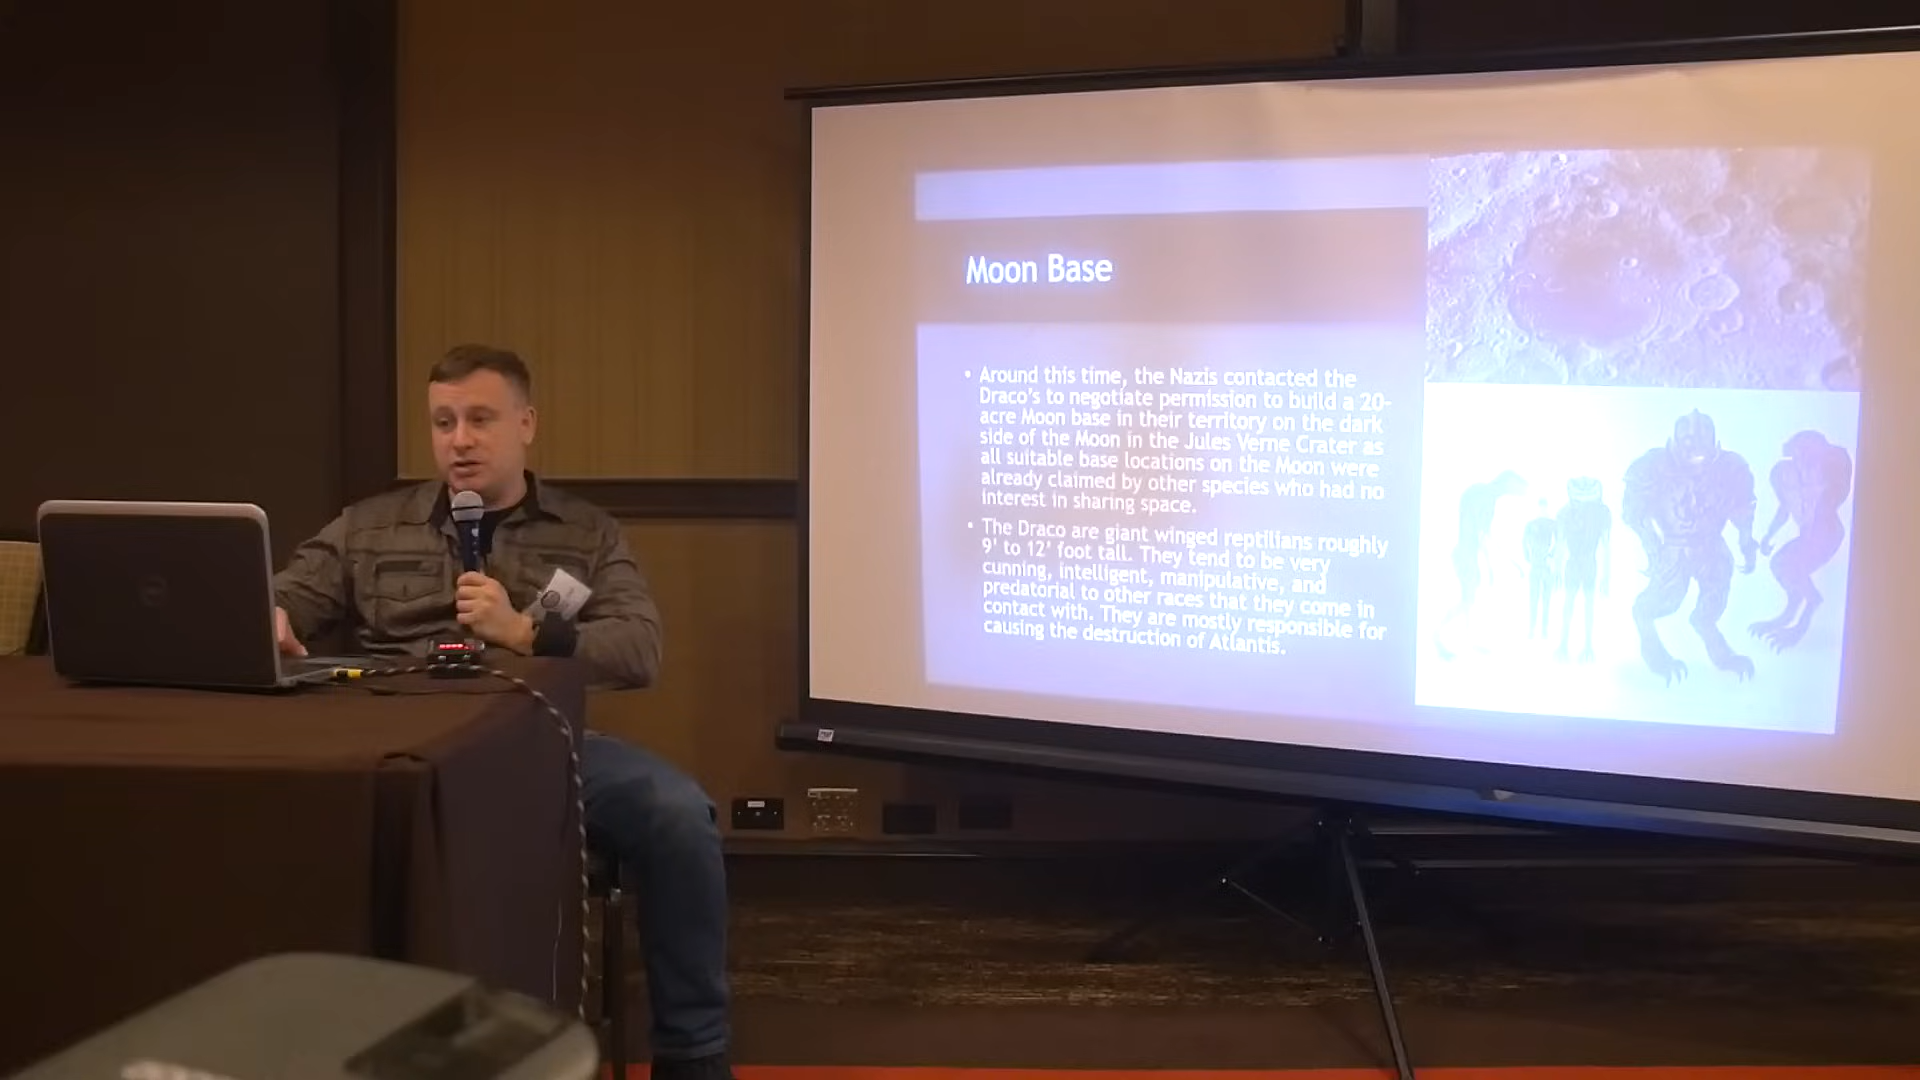 Moon Base
• Around this time, the Nazis contacted the
Draco's to negotiate permission to build a 20-
acre Moon base in their territory on the dark
side of the Moon in the Jules Verne Crater as
all suitable base locations on the Moon were
already claimed by other species who had no
interest in sharing space.
• The Draco are giant winged reptilians roughly
9' to 12' foot tall. They tend to be very
cunning, intelligent, manipulative, and
predatorial to other races that they come in
contact with. They are mostly responsible for
causing the destruction of Atlantis.